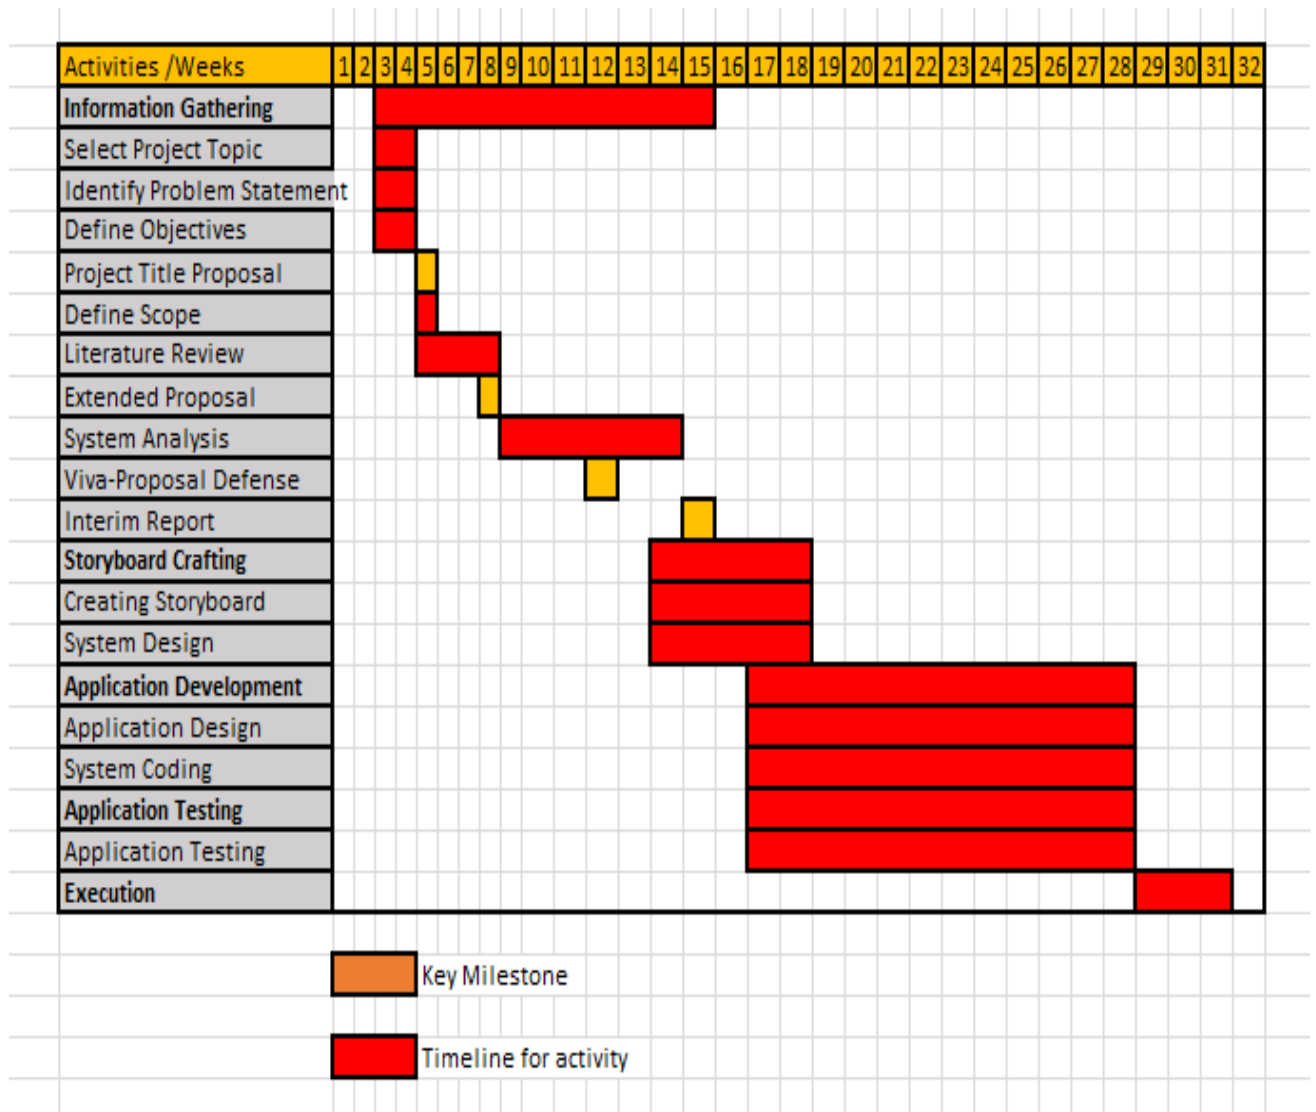 Activities /Weeks 1 2 3 4 5 6 7 8 9 10 11 12 13 14 15 16 17 18 19 20 21 22 23 24 25 26 27 28 29 30 31 32
Information Gathering
Select Project Topic
Identify Problem Statement
Define Objectives
Project Title Proposal
Define Scope
Literature Review
Extended Proposal
System Analysis
Viva-Proposal Defense
Interim Report
Storyboard Crafting
Creating Storyboard
System Design
Application Development
Application Design
System Coding
Application Testing
Application Testing
Execution
Key Milestone
Timeline for activity